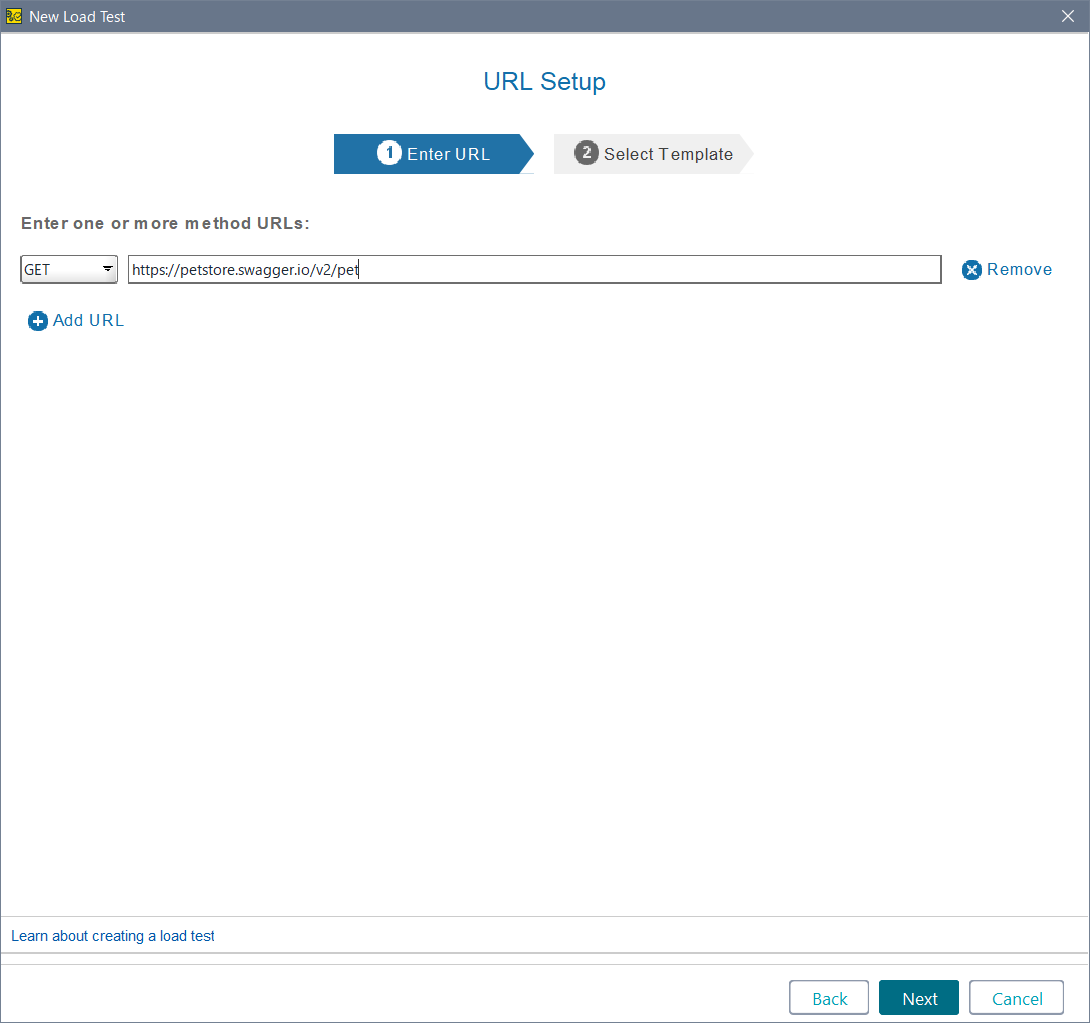 New Load Test
URL Setup
1 Enter URL
2 Select Template
Enter one or more method URLs:
GET https://petstore.swagger.io/v2/pet Remove
Add URL
Learn about creating a load test
Back Next Cancel